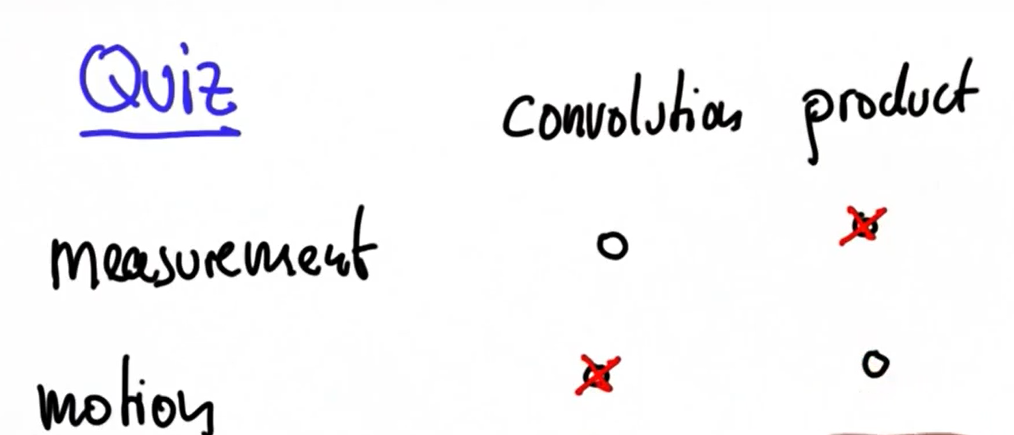 Quiz
convolution product
measurement
motion